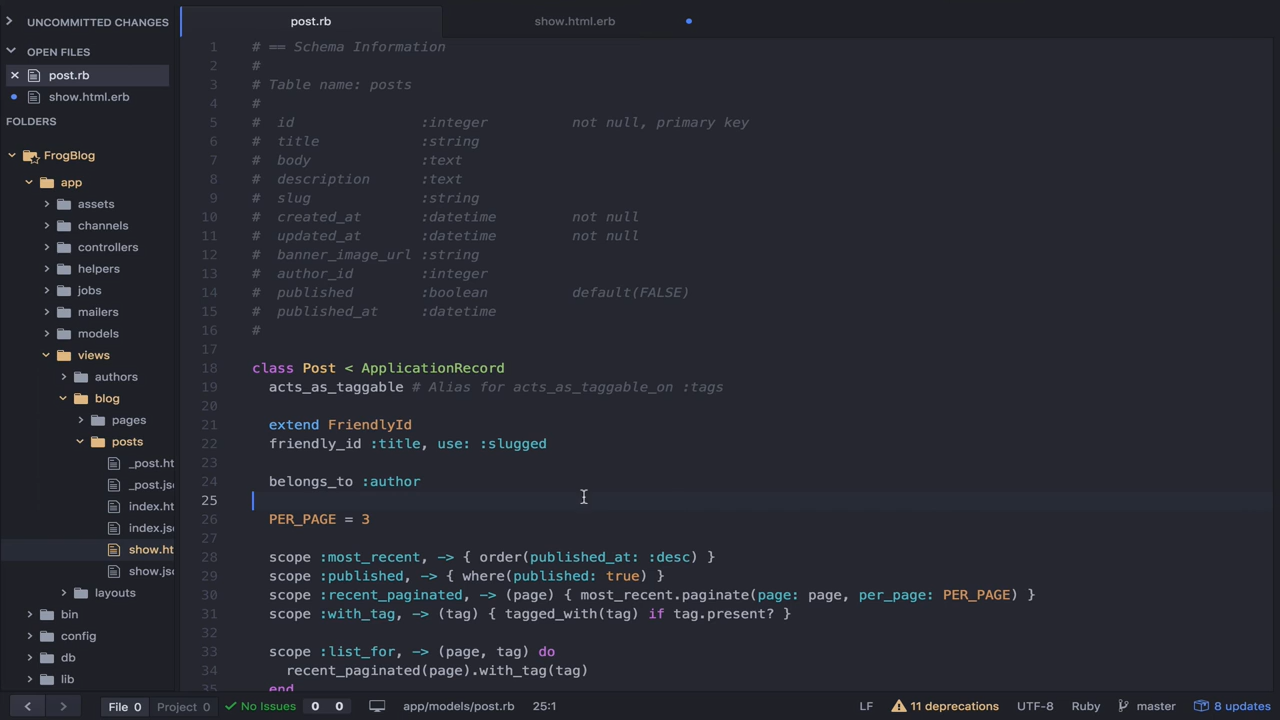 UNCOMMITTED CHANGES
OPEN FILES
post.rb
show.html.erb
FOLDERS
FrogBlog
app
assets
channels
controllers
helpers
jobs
mailers
models
views
authors
blog
pages
posts
_post.ht
_post.jso
index.ht
index.jso
show.ht
show.jso
layouts
bin
config
db
lib
post.rb
show.html.erb
1 # == Schema Information
2 #
3 # Table name: posts
4 #
5 # id :integer not null, primary key
6 # title :string
7 # body :text
8 # description :text
9 # slug :string
10 # created_at :datetime not null
11 # updated_at :datetime not null
12 # banner_image_url :string
13 # author_id :integer
14 # published :boolean default(FALSE)
15 # published_at :datetime
16 #
17
18 class Post < ApplicationRecord
19 acts_as_taggable # Alias for acts_as_taggable_on :tags
20
21 extend FriendlyId
22 friendly_id :title, use: :slugged
23
24 belongs_to :author
25
26 PER_PAGE = 3
27
28 scope :most_recent, -> { order(published_at: :desc) }
29 scope :published, -> { where(published: true) }
30 scope :recent_paginated, -> (page) { most_recent.paginate(page: page, per_page: PER_PAGE) }
31 scope :with_tag, -> (tag) { tagged_with(tag) if tag.present? }
32
33 scope :list_for, -> (page, tag) do
34 recent_paginated(page).with_tag(tag)
35 end
File 0 Project 0 No Issues 0 0 app/models/post.rb 25:1 LF 11 deprecations UTF-8 Ruby master 8 updates